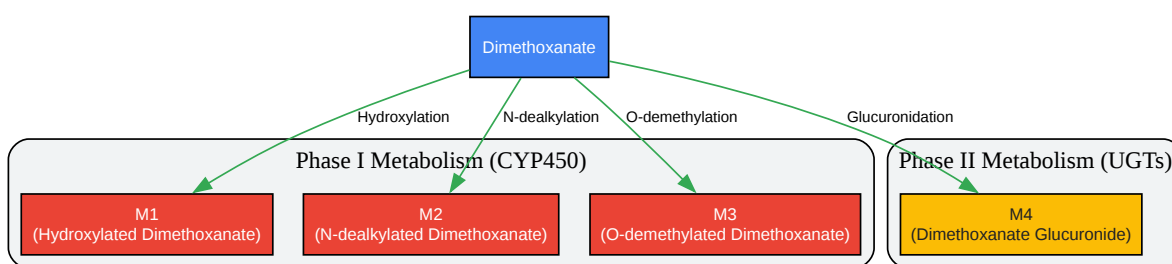 Dimethoxanate
Hydroxylation
N-dealkylation
O-demethylation
Glucuronidation
Phase I Metabolism (CYP450)
Phase II Metabolism (UGTs)
M1
(Hydroxylated Dimethoxanate)
M2
(N-dealkylated Dimethoxanate)
M3
(O-demethylated Dimethoxanate)
M4
(Dimethoxanate Glucuronide)